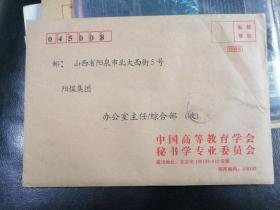 045008
邮：山西省阳泉市北大西街5号
阳煤集团
办公室主任/综合部（收）
中国高等教育学会
秘书学专业委员会